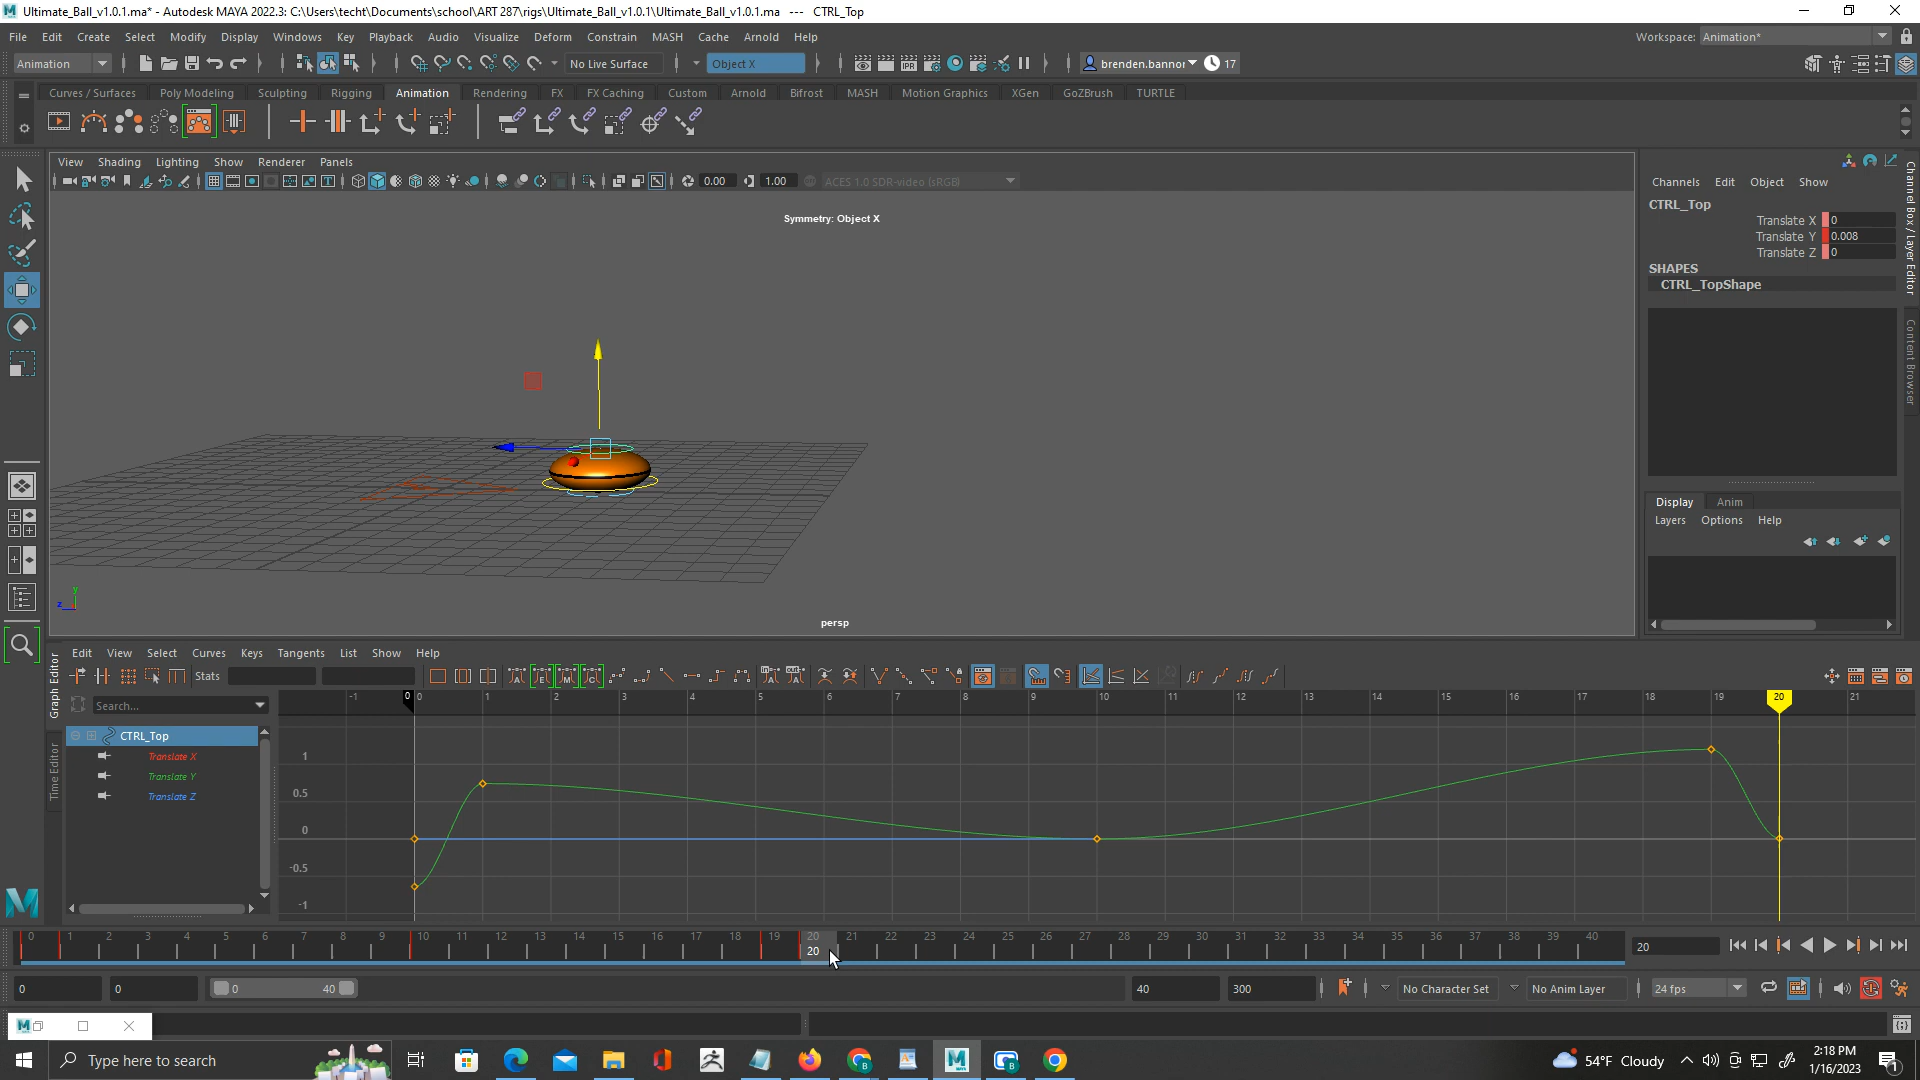 Ultimate_Ball_v1.0.1.ma* - Autodesk MAYA 2022.3: C:\Users\techt\Documents\school\ART 287\rigs\Ultimate_Ball_v1.0.1\Ultimate_Ball_v1.0.1.ma --- CTRL_Top
File Edit Create Select Modify Display Windows Key Playback Audio Visualize Deform Constrain MASH Cache Arnold Help
Workspace: Animation*
Animation
No Live Surface
Object X
brenden.bannor
17
Curves / Surfaces Poly Modeling Sculpting Rigging Animation Rendering FX FX Caching Custom Arnold Bifrost MASH Motion Graphics XGen GoZBrush TURTLE
View Shading Lighting Show Renderer Panels
0.00 1.00 ACES 1.0 SDR-video (sRGB)
Symmetry: Object X
persp
y
z
Channels Edit Object Show
CTRL_Top
Translate X 0
Translate Y 0.008
Translate Z 0
SHAPES
CTRL_TopShape
Channel Box / Layer Editor
Content Browser
Display Anim
Layers Options Help
Graph Editor
Time Editor
Edit View Select Curves Keys Tangents List Show Help
Stats
Search...
CTRL_Top
Translate X
Translate Y
Translate Z
-1 0 0 1 2 3 4 5 6 7 8 9 10 11 12 13 14 15 16 17 18 19 20 21
1
0.5
0
-0.5
-1
0 1 2 3 4 5 6 7 8 9 10 11 12 13 14 15 16 17 18 19 20 21 22 23 24 25 26 27 28 29 30 31 32 33 34 35 36 37 38 39 40
20
20
0 0 0 40 40 300
No Character Set
No Anim Layer
24 fps
Type here to search
54°F Cloudy
2:18 PM
1/16/2023
1